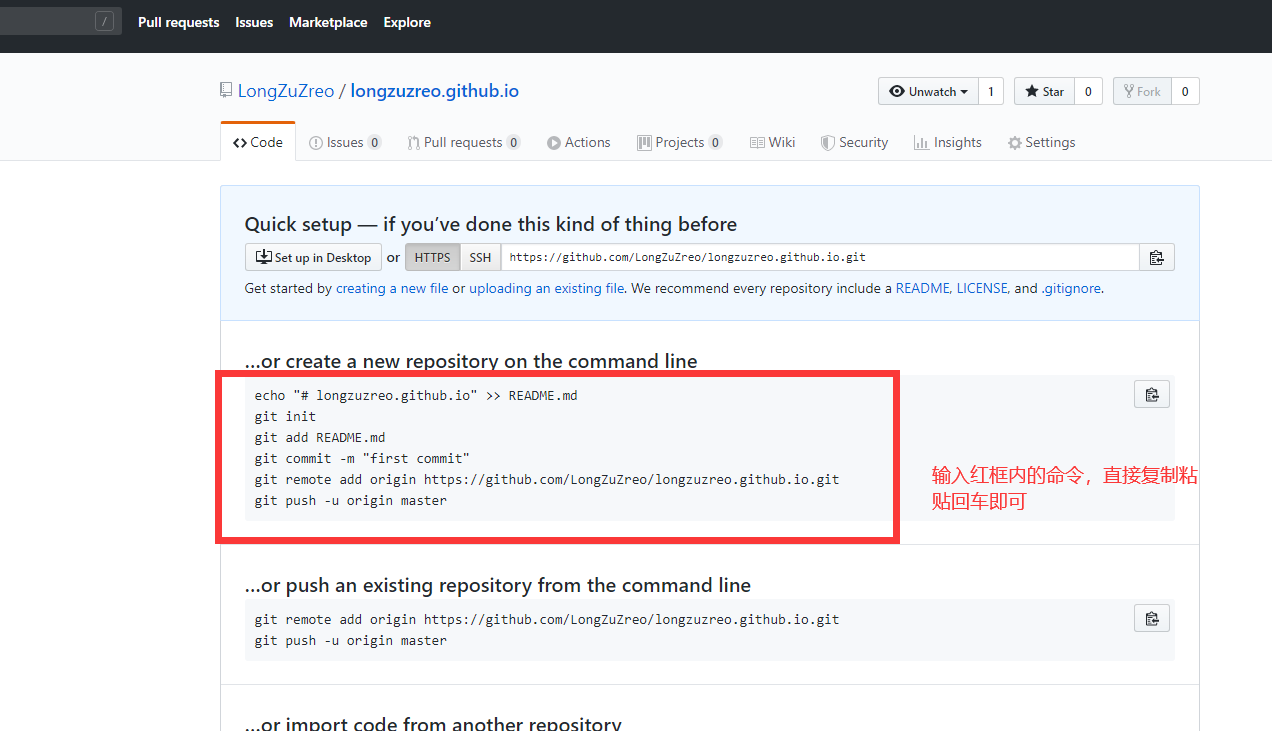 / Pull requests Issues Marketplace Explore
LongZuZreo / longzuzreo.github.io
Unwatch 1 Star 0 Fork 0
Code Issues 0 Pull requests 0 Actions Projects 0 Wiki Security Insights Settings
Quick setup — if you’ve done this kind of thing before
Set up in Desktop or HTTPS SSH https://github.com/LongZuZreo/longzuzreo.github.io.git
Get started by creating a new file or uploading an existing file. We recommend every repository include a README, LICENSE, and .gitignore.
…or create a new repository on the command line
echo "# longzuzreo.github.io" >> README.md
git init
git add README.md
git commit -m "first commit"
git remote add origin https://github.com/LongZuZreo/longzuzreo.github.io.git
git push -u origin master
输入红框内的命令，直接复制粘
贴回车即可
…or push an existing repository from the command line
git remote add origin https://github.com/LongZuZreo/longzuzreo.github.io.git
git push -u origin master
…or import code from another repository